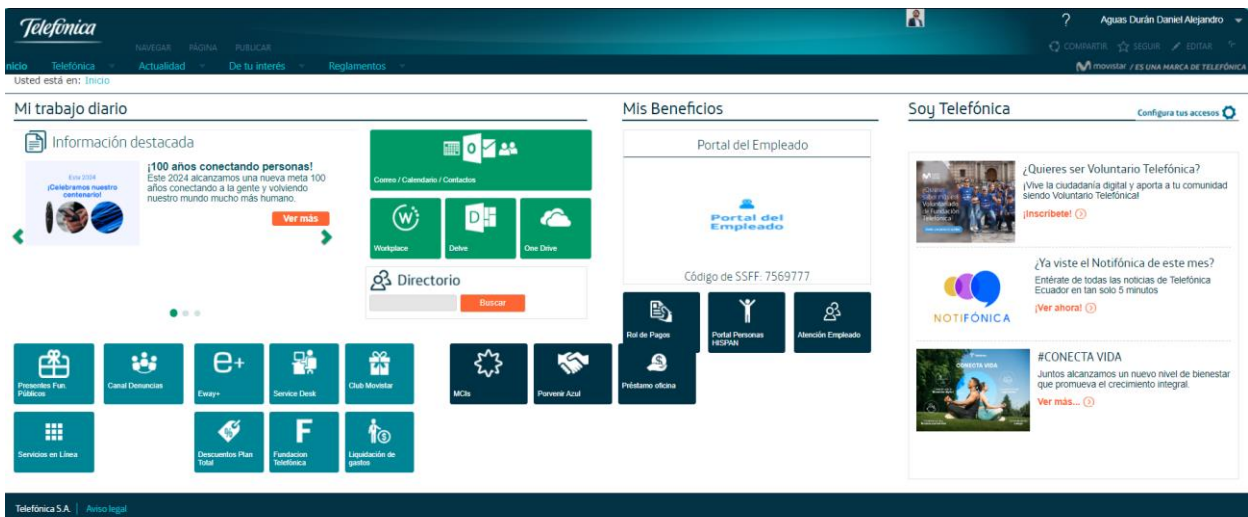 Telefónica
?
Aguas Durán Daniel Alejandro
NAVEGAR PÁGINA PUBLICAR
COMPARTIR SEGUIR EDITAR
nicio Telefónica Actualidad De tu interés Reglamentos
movistar / ES UNA MARCA DE TELEFÓNICA
Usted está en: Inicio
Mi trabajo diario
Información destacada
Este 2024
¡Celebramos nuestro
centenario!
¡100 años conectando personas!
Este 2024 alcanzamos una nueva meta 100
años conectando a la gente y volviendo
nuestro mundo mucho más humano.
Ver más
Correo / Calendario / Contactos
Workplace
Delve
One Drive
Directorio
Buscar
Presentes Fun.
Públicos
Canal Denuncias
e+
Eway+
Service Desk
Club Movistar
MCIs
Porvenir Azul
Préstamo oficina
Servicios en Línea
Descuentos Plan
Total
F
Fundacion
Telefónica
Liquidación de
gastos
Mis Beneficios
Portal del Empleado
Portal del
Empleado
Código de SSFF: 7569777
Rol de Pagos
Portal Personas
HISPAN
Atención Empleado
Soy Telefónica
Configura tus accesos
¿Quieres ser Voluntario Telefónica?
¡Vive la ciudadanía digital y aporta a tu comunidad
siendo Voluntario Telefónica!
¡Inscríbete!
¿Ya viste el Notifónica de este mes?
Entérate de todas las noticias de Telefónica
Ecuador en tan solo 5 minutos
¡Ver ahora!
NOTIFÓNICA
#CONECTA VIDA
Juntos alcanzamos un nuevo nivel de bienestar
que promueva el crecimiento integral.
Ver más...
CONECTA VIDA
Telefónica S.A. | Aviso legal